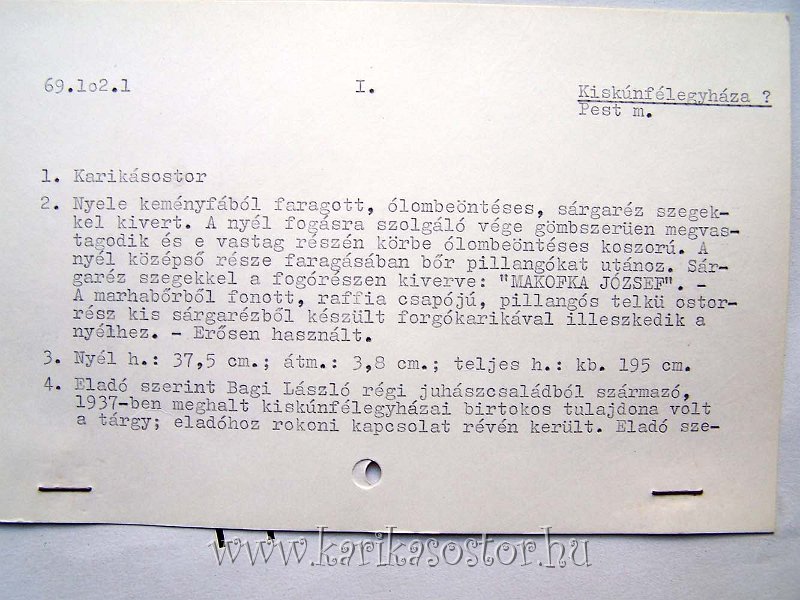 69.1o2.1 I. Kiskúnfélegyháza ?
Pest m.
1. Karikásostor
2. Nyele keményfából faragott, ólombeöntéses, sárgaréz szegek-
kel kivert. A nyél fogásra szolgáló vége gömbszerüen megvas-
tagodik és e vastag részén körbe ólombeöntéses koszorú. A
nyél középső része faragásában bőr pillangókat utánoz. Sár-
garéz szegekkel a fogórészen kiverve: "MAKOFKA JÓZSEF". -
A marhabőrből fonott, raffia csapójú, pillangós telkü ostor-
rész kis sárgarézből készült forgókarikával illeszkedik a
nyélhez. - Erősen használt.
3. Nyél h.: 37,5 cm.; átm.: 3,8 cm.; teljes h.: kb. 195 cm.
4. Eladó szerint Bagi László régi juhászcsaládból származó,
1937-ben meghalt kiskúnfélegyházai birtokos tulajdona volt
a tárgy; eladóhoz rokoni kapcsolat révén került. Eladó sze-
www.karikasostor.hu